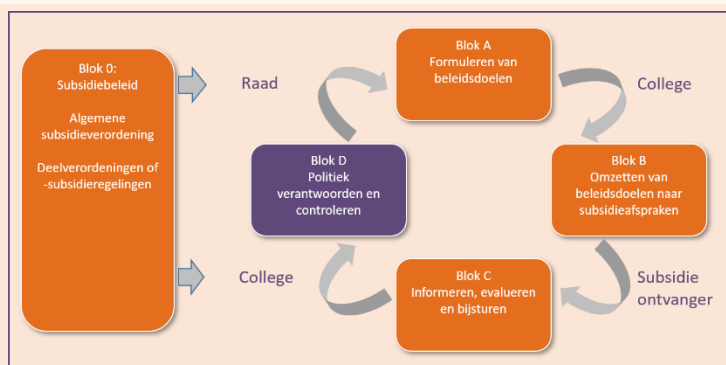 Blok 0:
Subsidiebeleid
Algemene
subsidieverordening
Deelverordeningen of
-subsidieregelingen
Raad
Blok A
Formuleren van
beleidsdoelen
College
Blok D
Politiek
verantwoorden en
controleren
Blok B
Omzetten van
beleidsdoelen naar
subsidieafspraken
College
Blok C
Informeren, evalueren
en bijsturen
Subsidie
ontvanger